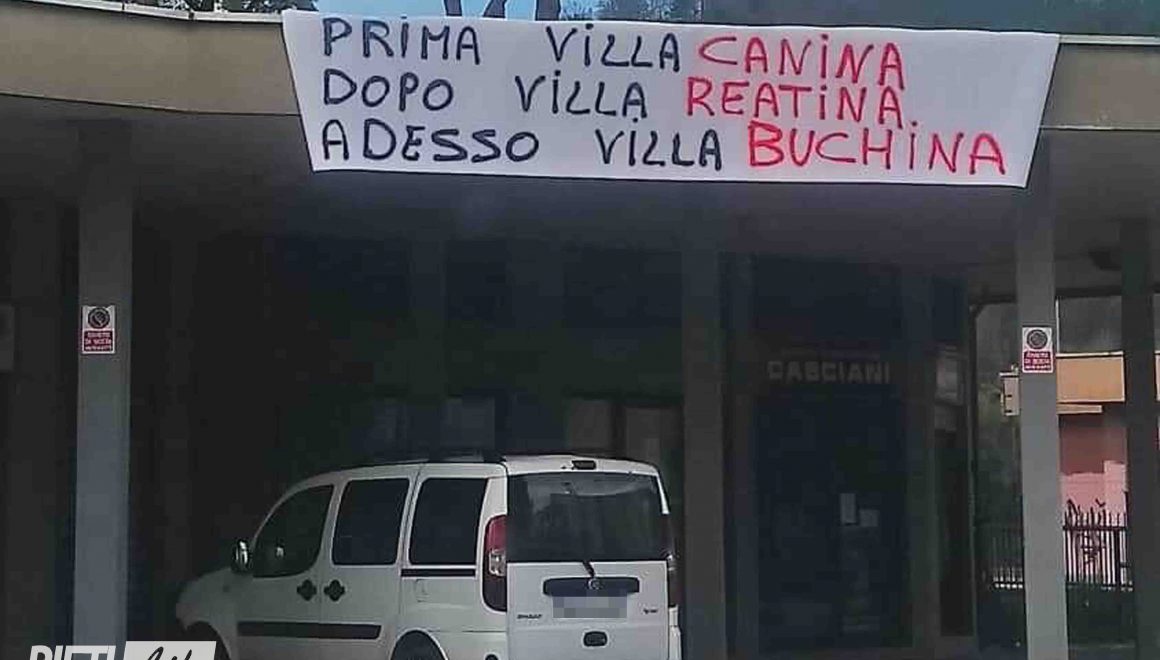 PRIMA VILLA CANINA
DOPO VILLA REATINA.
ADESSO VILLA BUCHINA
CASCIANI